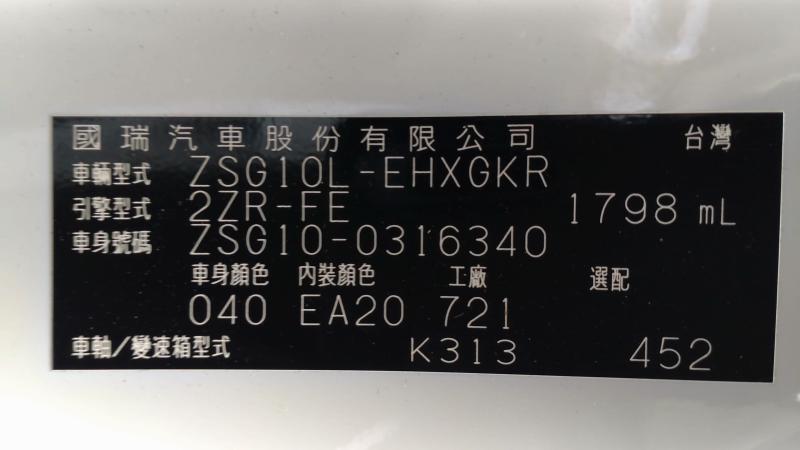 國瑞汽車股份有限公司 台灣
車輛型式 ZSG10L-EHXGKR
引擎型式 2ZR-FE 1798 mL
車身號碼 ZSG10-0316340
車身顏色 內裝顏色 工廠 選配
040 EA20 721
車軸/變速箱型式 K313 452